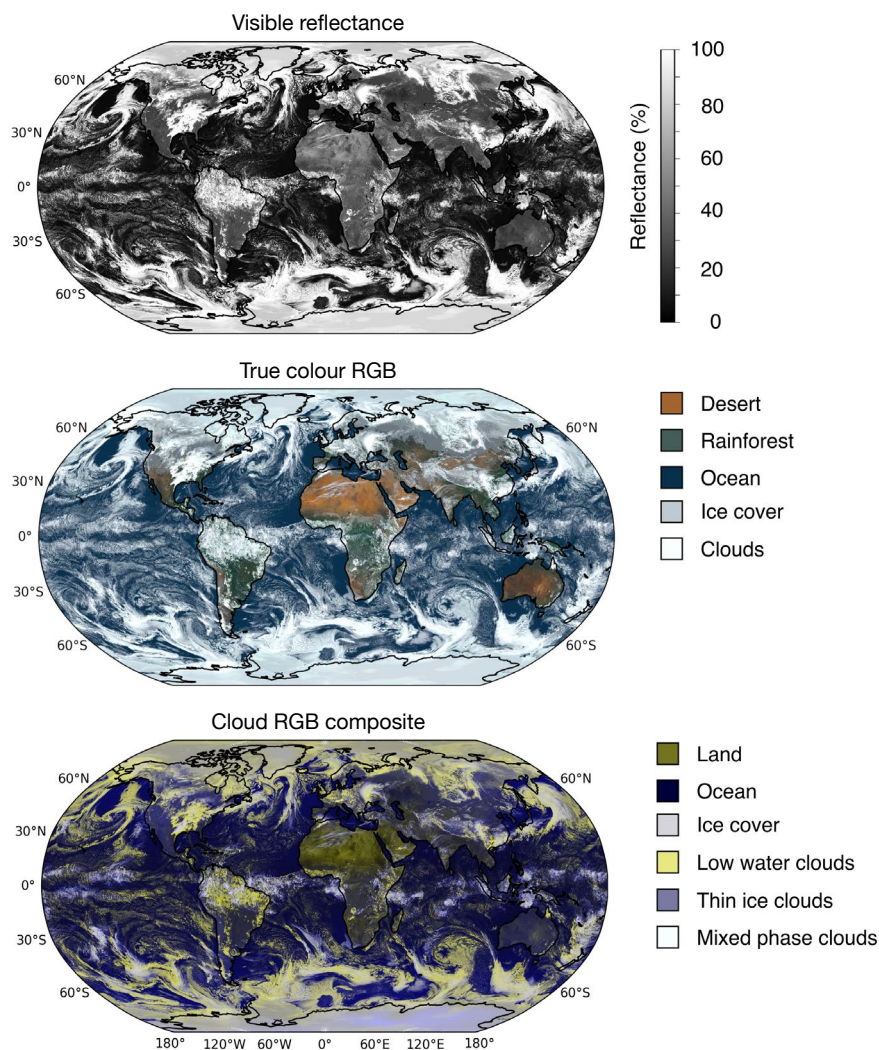 Visible reflectance
60°N
30°N
0°
30°S
60°S
100
80
60
40
20
0
Reflectance (%)
True colour RGB
60°N
60°N
30°N
30°N
0°
0°
30°S
30°S
60°S
60°S
Desert
Rainforest
Ocean
Ice cover
Clouds
Cloud RGB composite
60°N
60°N
30°N
30°N
0°
0°
30°S
30°S
60°S
60°S
180° 120°W 60°W 0° 60°E 120°E 180°
Land
Ocean
Ice cover
Low water clouds
Thin ice clouds
Mixed phase clouds